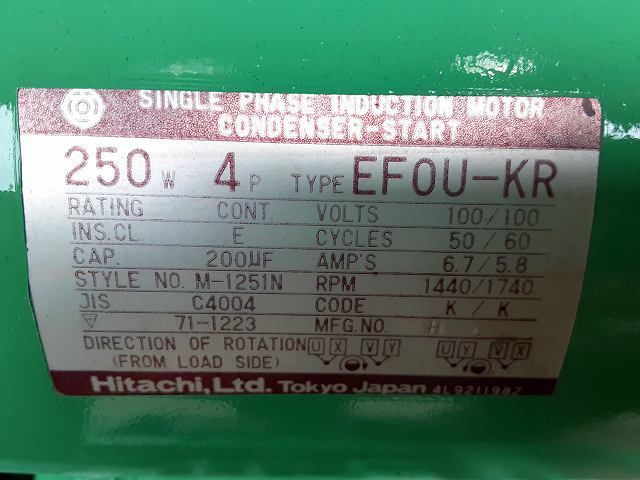 SINGLE PHASE INDUCTION MOTOR
CONDENSER-START
250 W 4 P TYPE EFOU-KR
RATING CONT. VOLTS 100/100
INS.CL. E CYCLES 50/60
CAP. 200µF AMP'S 6.7/5.8
STYLE NO. M-1251N RPM 1440/1740
JIS C4004 CODE K/K
▽ 71-1223 MFG.NO. H
DIRECTION OF ROTATION U X V Y U Y V X
(FROM LOAD SIDE)
Hitachi, Ltd. Tokyo Japan 4L9211982